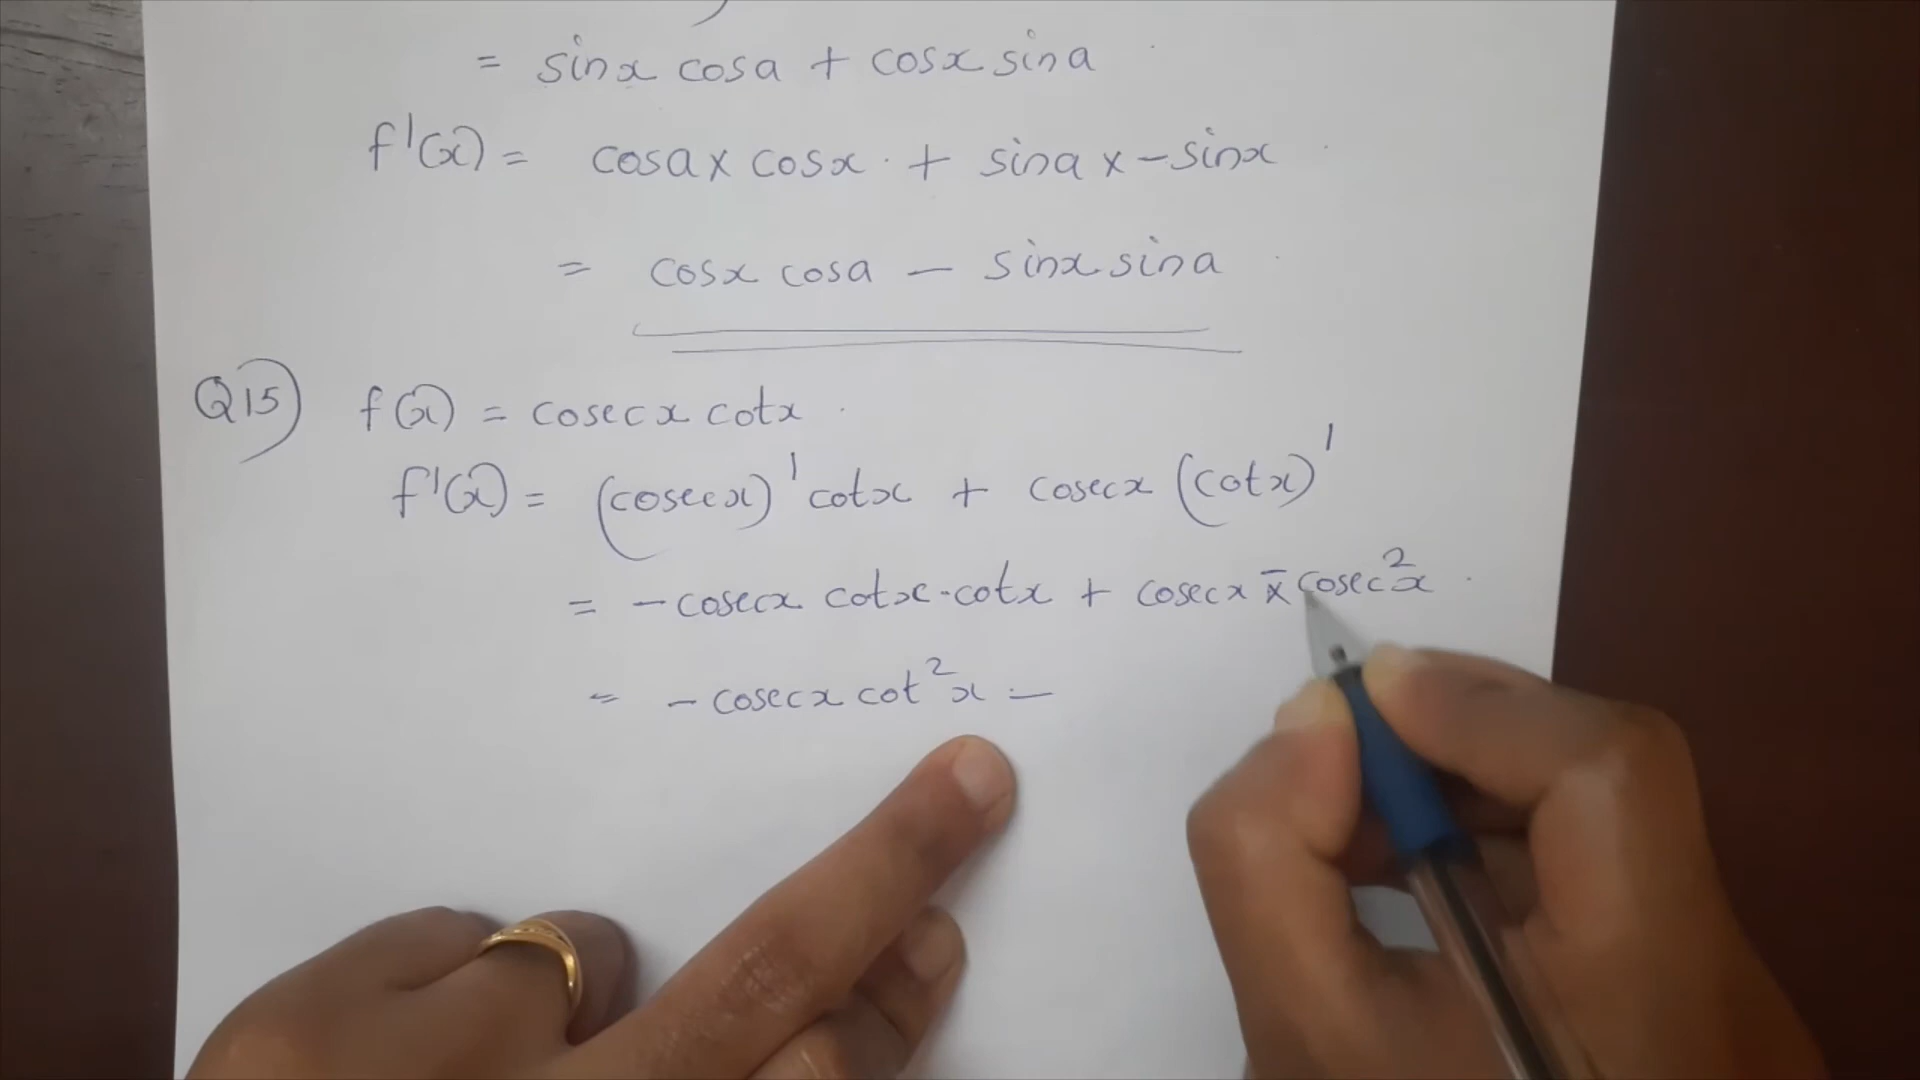 = sinx cosa + cosx sina
f'(x) = cosa x cosx + sina x -sinx
= cosx cosa - sinx sina
Q15) f(x) = cosecx cotx
f'(x) = (cosecx)' cotx + cosecx (cotx)'
= -cosecx cotx·cotx + cosecx x -cosec²x
= -cosecx cot²x -